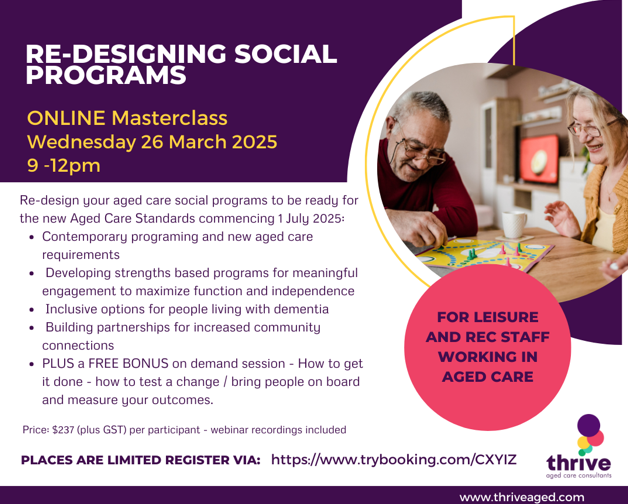 RE-DESIGNING SOCIAL
PROGRAMS
ONLINE Masterclass
Wednesday 26 March 2025
9 -12pm
Re-design your aged care social programs to be ready for
the new Aged Care Standards commencing 1 July 2025:
• Contemporary programing and new aged care
requirements
• Developing strengths based programs for meaningful
engagement to maximize function and independence
• Inclusive options for people living with dementia
• Building partnerships for increased community
connections
• PLUS a FREE BONUS on demand session - How to get
it done - how to test a change / bring people on board
and measure your outcomes.
FOR LEISURE
AND REC STAFF
WORKING IN
AGED CARE
Price: $237 (plus GST) per participant - webinar recordings included
PLACES ARE LIMITED REGISTER VIA: https://www.trybooking.com/CXYIZ
thrive
aged care consultants
www.thriveaged.com